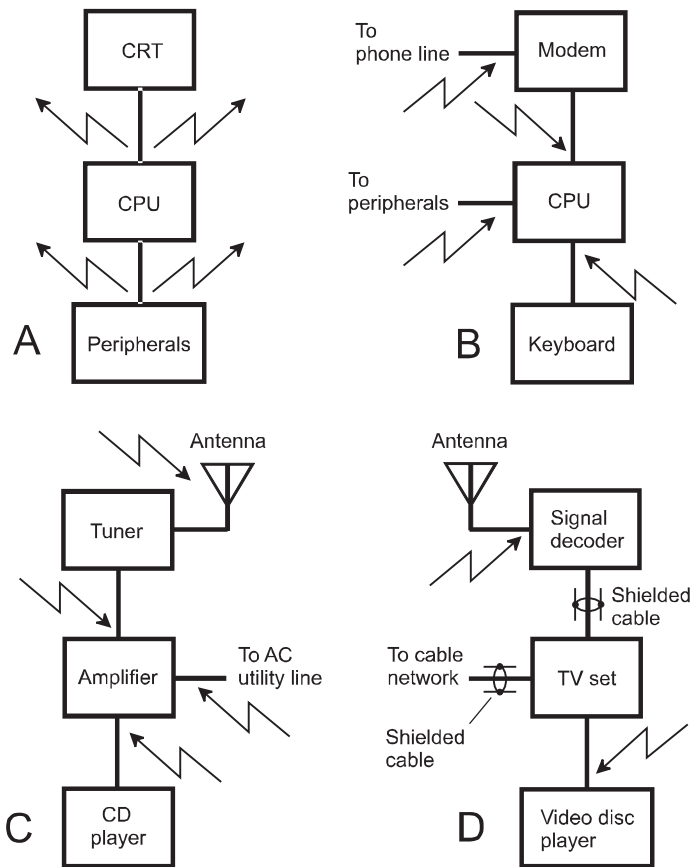 CRT
CPU
Peripherals
A
To
phone line
Modem
To
peripherals
CPU
Keyboard
B
Antenna
Tuner
Amplifier
To AC
utility line
CD
player
C
Antenna
Signal
decoder
Shielded
cable
To cable
network
TV set
Shielded
cable
Video disc
player
D